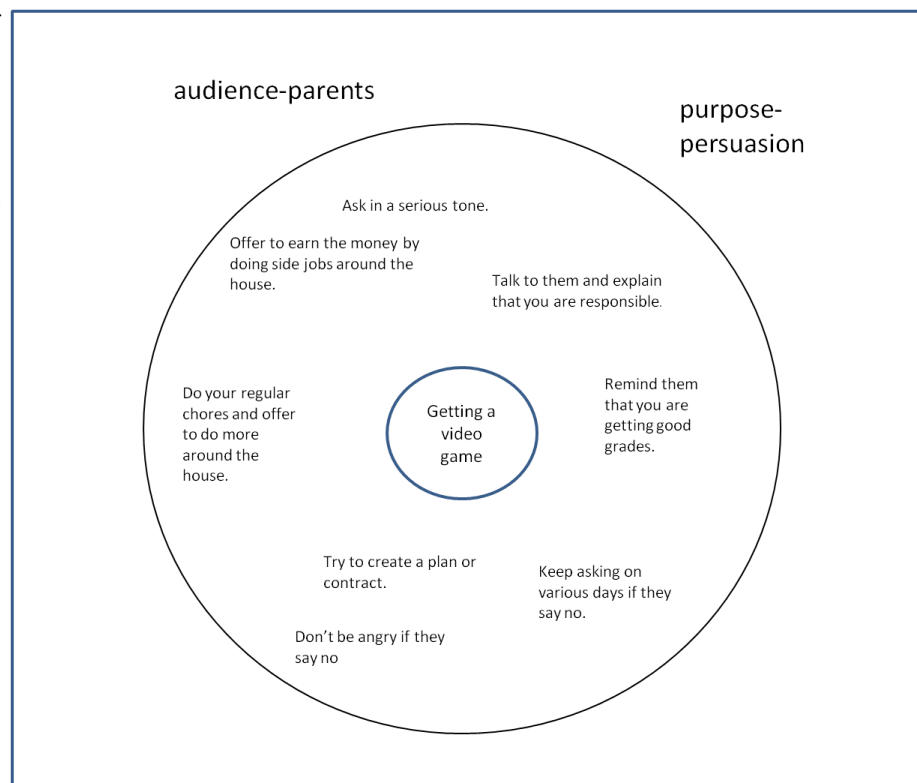 audience-parents
purpose-
persuasion
Ask in a serious tone.
Offer to earn the money by
doing side jobs around the
house.
Talk to them and explain
that you are responsible.
Do your regular
chores and offer
to do more
around the
house.
Getting a
video
game
Remind them
that you are
getting good
grades.
Try to create a plan or
contract.
Keep asking on
various days if they
say no.
Don't be angry if they
say no